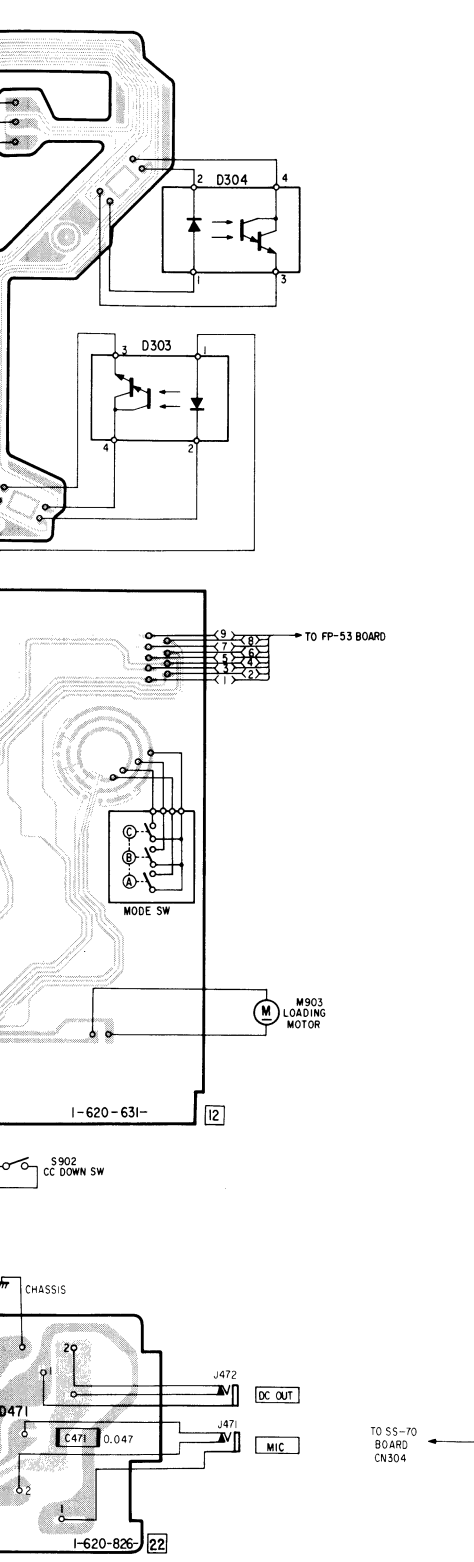 2 D304 4
1 3
3 D303 1
4 2
9
8
7
6
5
4
3
2
1
TO FP-53 BOARD
C
B
A
MODE SW
M
M903
LOADING
MOTOR
1-620-631- 12
S902
CC DOWN SW
CHASSIS
2
1
J472
DC OUT
D471
J471
C471 0.047
MIC
TO SS-70
BOARD
CN304
2
1
1-620-826- 22